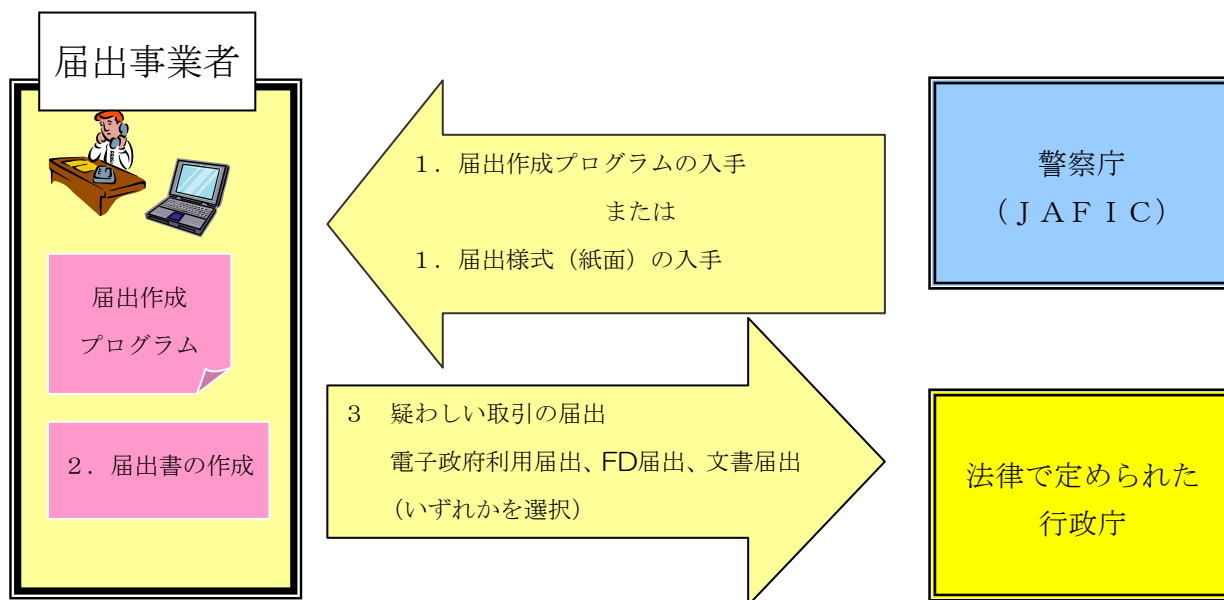 届出事業者
届出作成
プログラム
２．届出書の作成
１．届出作成プログラムの入手
または
１．届出様式（紙面）の入手
警察庁
（ＪＡＦＩＣ）
３　疑わしい取引の届出
電子政府利用届出、FD届出、文書届出
（いずれかを選択）
法律で定められた
行政庁